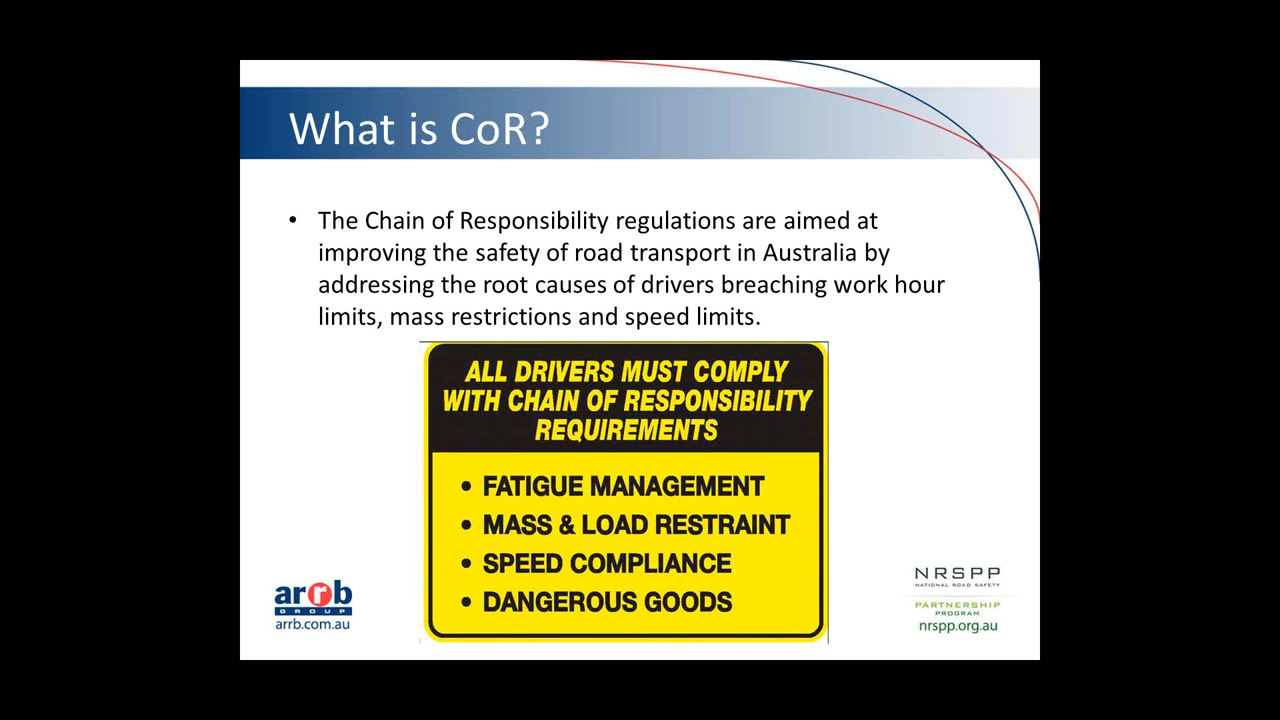 What is CoR?
• The Chain of Responsibility regulations are aimed at
improving the safety of road transport in Australia by
addressing the root causes of drivers breaching work hour
limits, mass restrictions and speed limits.
ALL DRIVERS MUST COMPLY
WITH CHAIN OF RESPONSIBILITY
REQUIREMENTS
• FATIGUE MANAGEMENT
• MASS & LOAD RESTRAINT
• SPEED COMPLIANCE
• DANGEROUS GOODS
arrb
GROUP
arrb.com.au
NRSPP
NATIONAL ROAD SAFETY
PARTNERSHIP
PROGRAM
nrspp.org.au